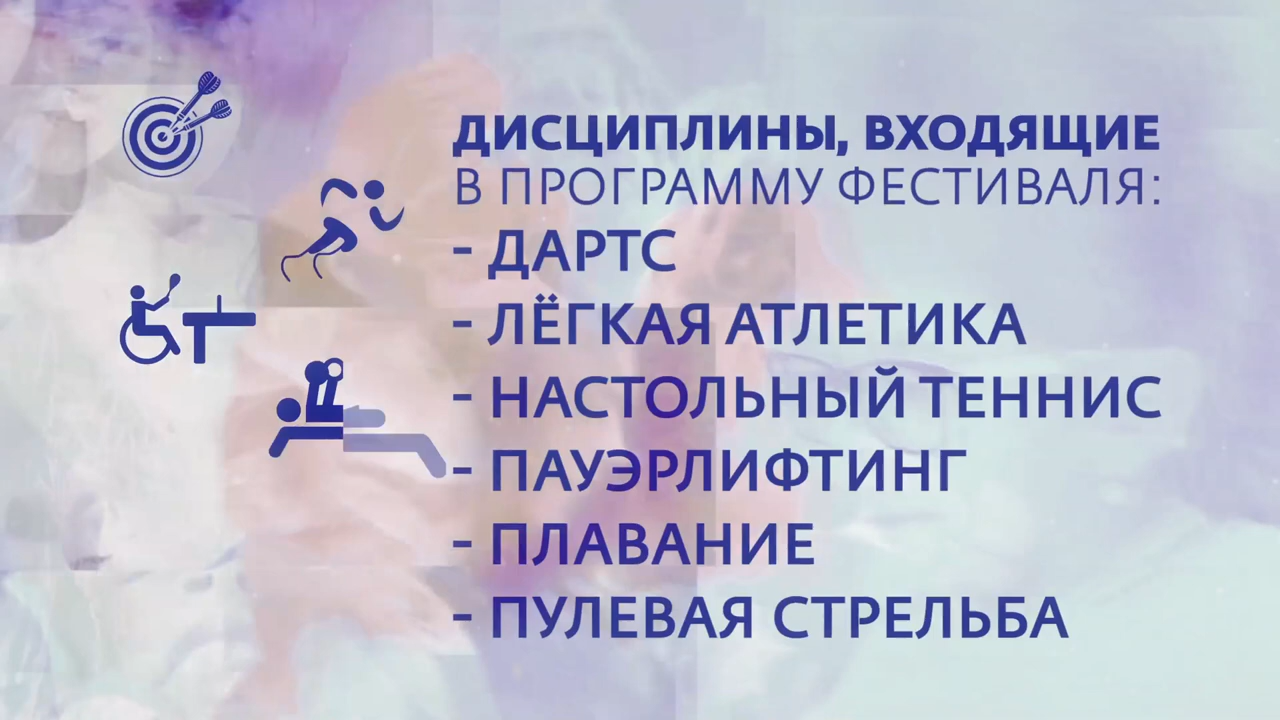 ДИСЦИПЛИНЫ, ВХОДЯЩИЕ
В ПРОГРАММУ ФЕСТИВАЛЯ:
- ДАРТС
- ЛЁГКАЯ АТЛЕТИКА
- НАСТОЛЬНЫЙ ТЕННИС
- ПАУЭРЛИФТИНГ
- ПЛАВАНИЕ
- ПУЛЕВАЯ СТРЕЛЬБА